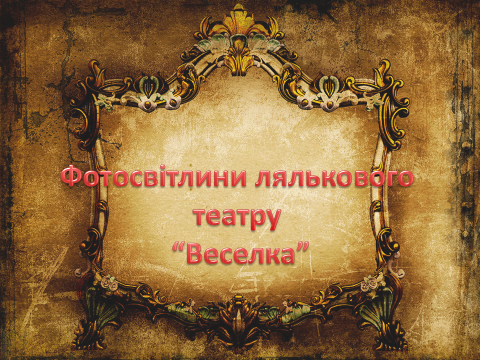 Фотосвітлини лялькового
театру
“Веселка”